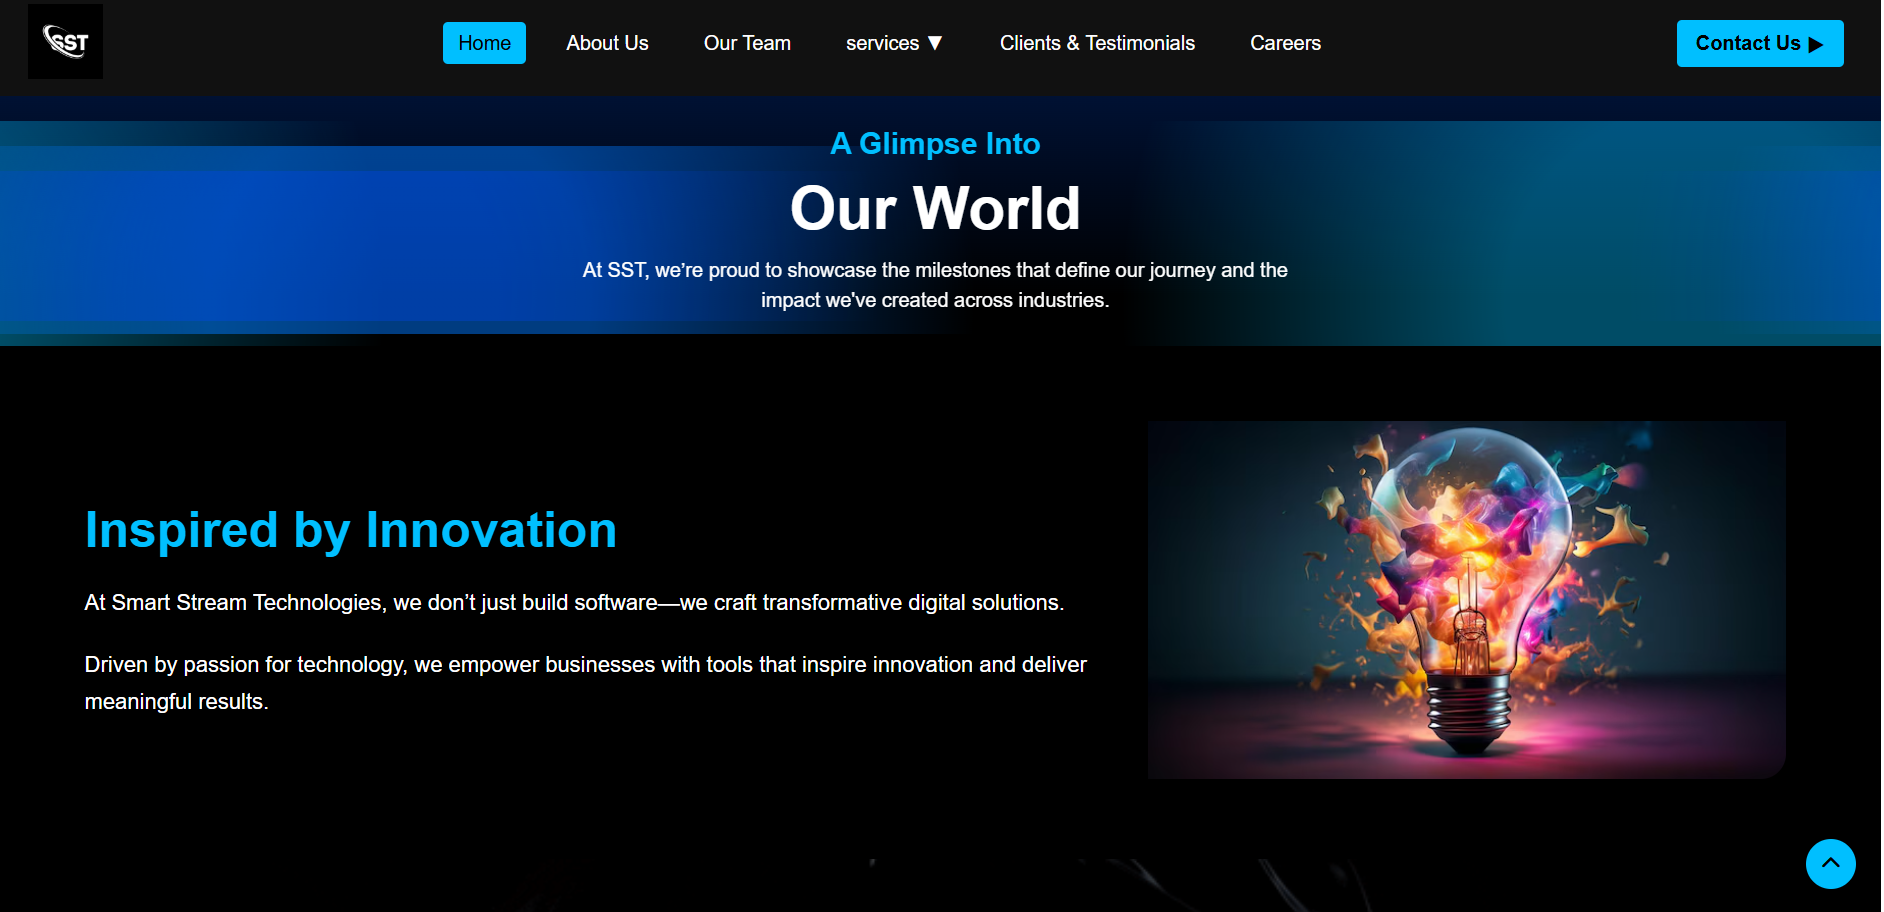 SST
Home
About Us
Our Team
services ▼
Clients & Testimonials
Careers
Contact Us ▶
A Glimpse Into
Our World
At SST, we’re proud to showcase the milestones that define our journey and the
impact we've created across industries.
Inspired by Innovation
At Smart Stream Technologies, we don’t just build software—we craft transformative digital solutions.
Driven by passion for technology, we empower businesses with tools that inspire innovation and deliver
meaningful results.